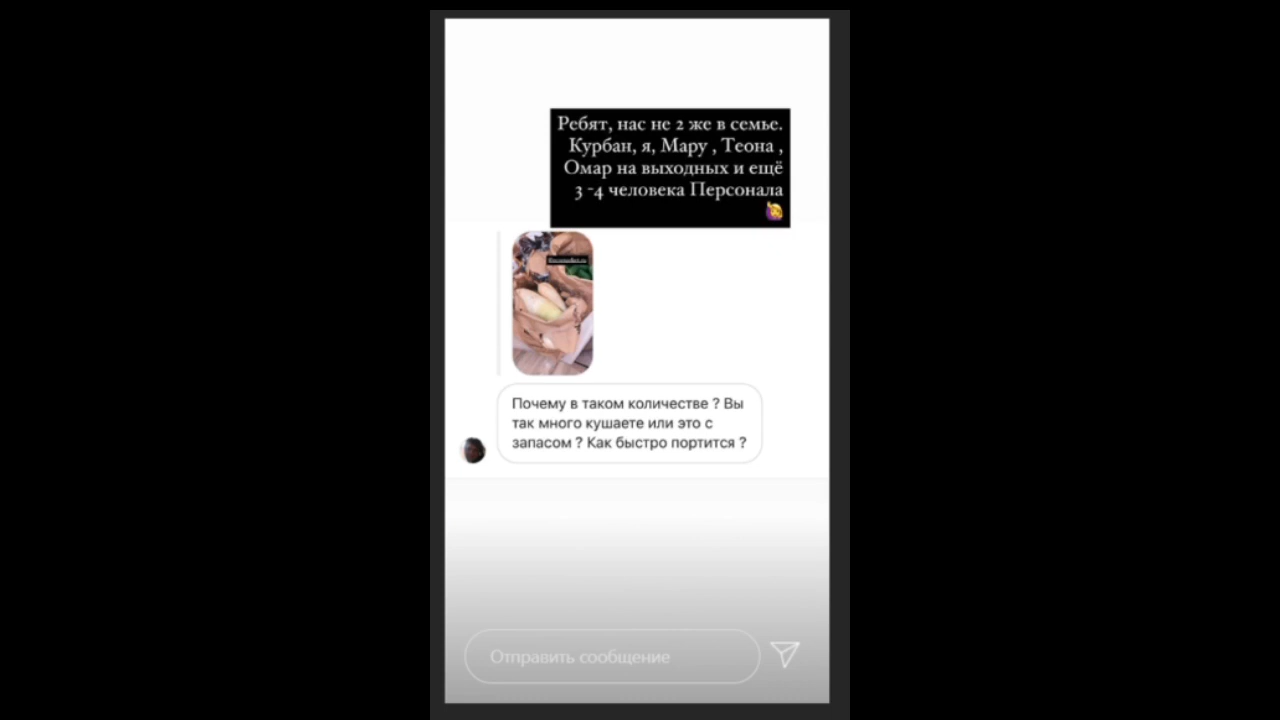 Ребят, нас не 2 же в семье.
Курбан, я, Мару , Теона ,
Омар на выходных и ещё
3 -4 человека Персонала
Почему в таком количестве ? Вы
так много кушаете или это с
запасом ? Как быстро портится ?
Отправить сообщение